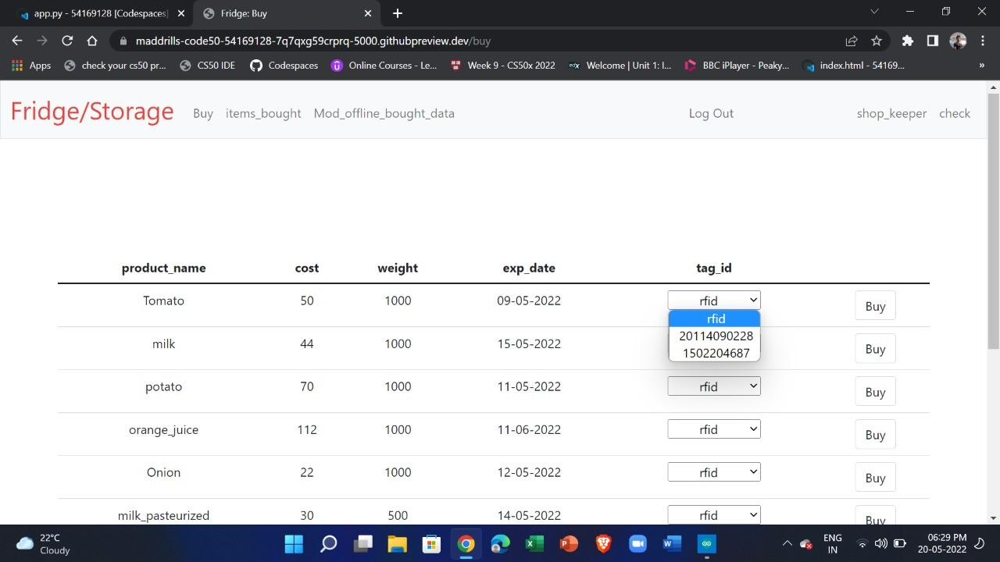 app.py - 54169128 [Codespaces]
Fridge: Buy
maddrills-code50-54169128-7q7qxg59crprq-5000.githubpreview.dev/buy
Apps
check your cs50 pr...
CS50 IDE
Codespaces
Online Courses - Le...
Week 9 - CS50x 2022
edX
Welcome | Unit 1: I...
BBC iPlayer - Peaky...
index.html - 54169...
»
Fridge/Storage Buy items_bought Mod_offline_bought_data Log Out shop_keeper check
product_name cost weight exp_date tag_id
Tomato 50 1000 09-05-2022 rfid Buy
rfid
20114090228
1502204687
milk 44 1000 15-05-2022 Buy
potato 70 1000 11-05-2022 rfid Buy
orange_juice 112 1000 11-06-2022 rfid Buy
Onion 22 1000 12-05-2022 rfid Buy
milk_pasteurized 30 500 14-05-2022 rfid Buy
22°C
Cloudy
ENG
IN
06:29 PM
20-05-2022